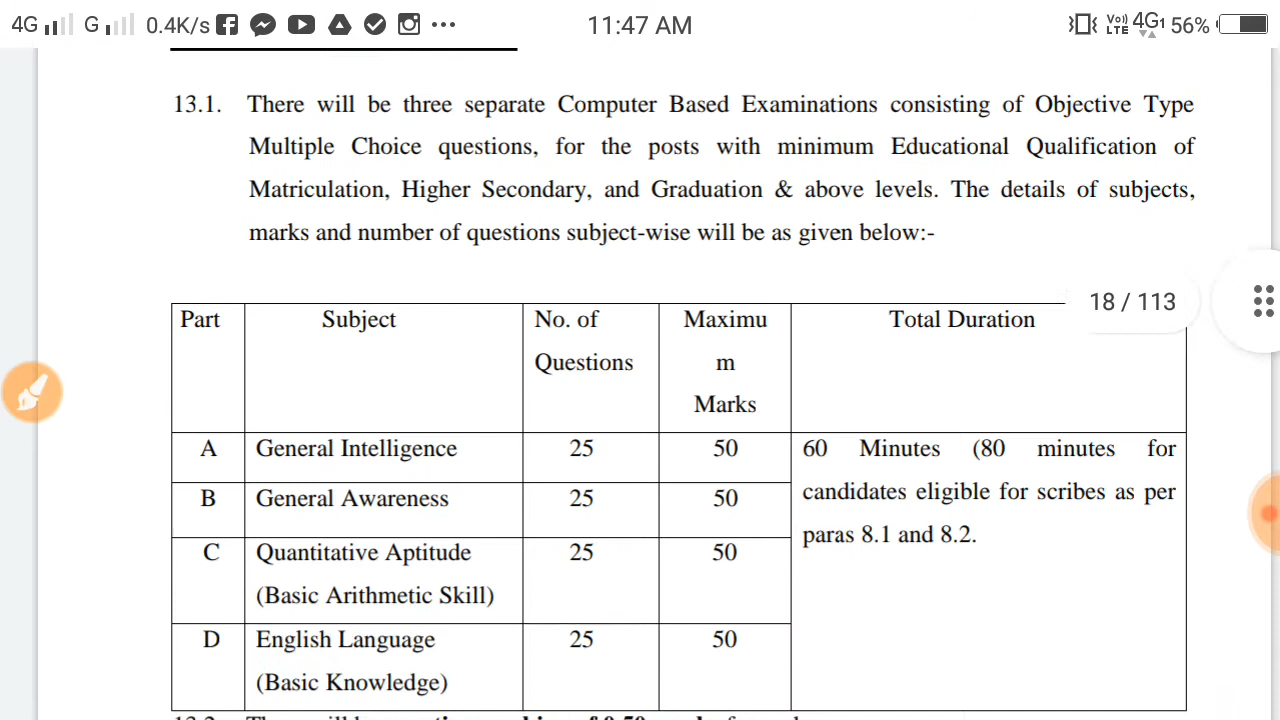 4G G 0.4K/s 11:47 AM VoLTE 4G 56%
13.1. There will be three separate Computer Based Examinations consisting of Objective Type
Multiple Choice questions, for the posts with minimum Educational Qualification of
Matriculation, Higher Secondary, and Graduation & above levels. The details of subjects,
marks and number of questions subject-wise will be as given below:-
18 / 113
Part Subject No. of Maximu Total Duration
Questions m
Marks
A General Intelligence 25 50 60 Minutes (80 minutes for
B General Awareness 25 50 candidates eligible for scribes as per
paras 8.1 and 8.2.
C Quantitative Aptitude 25 50
(Basic Arithmetic Skill)
D English Language 25 50
(Basic Knowledge)